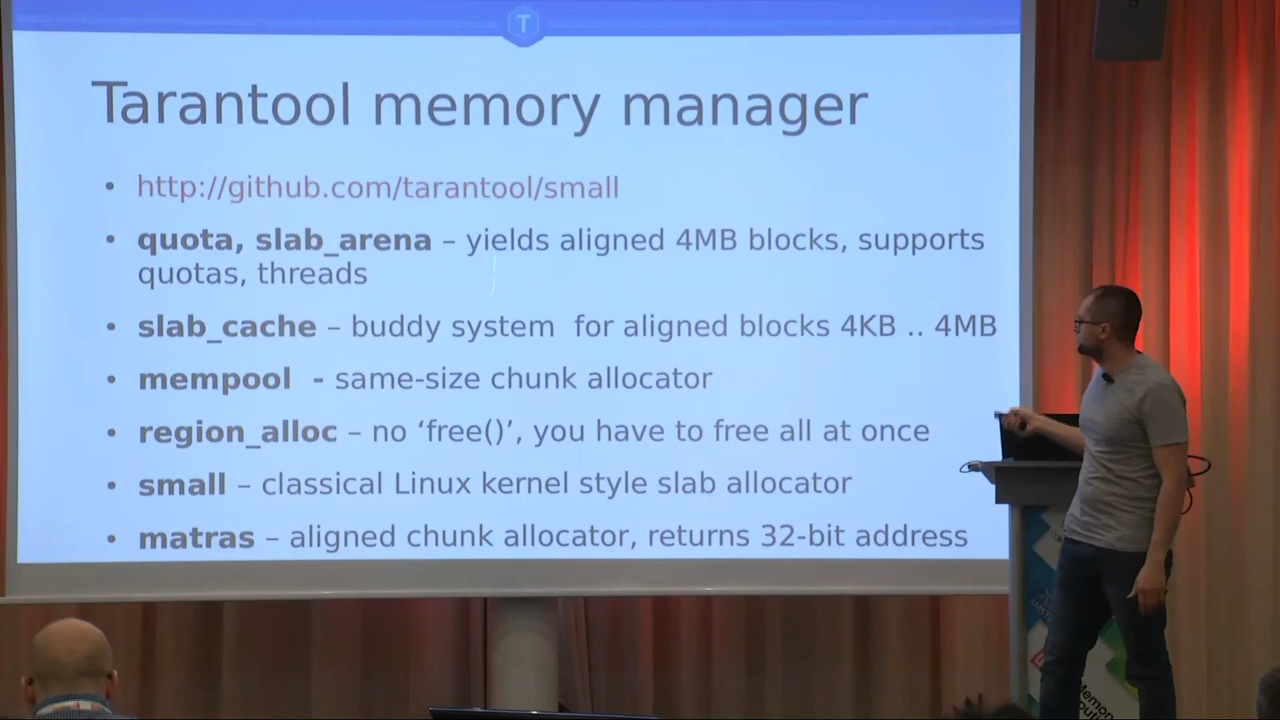 T
Tarantool memory manager
• http://github.com/tarantool/small
• quota, slab_arena – yields aligned 4MB blocks, supports
quotas, threads
• slab_cache – buddy system for aligned blocks 4KB .. 4MB
• mempool - same-size chunk allocator
• region_alloc – no ‘free()’, you have to free all at once
• small – classical Linux kernel style slab allocator
• matras – aligned chunk allocator, returns 32-bit address